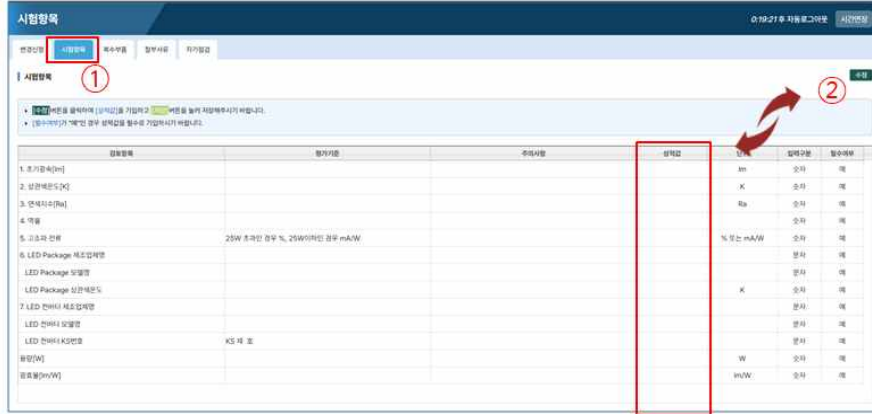 시험항목
0:19:21 후 자동로그아웃 시간연장
변경신청 시험항목 복수부품 첨부서류 자가점검
①
시험항목
수정
②
[수정]버튼을 클릭하여 [성적값]을 기입하고 버튼을 눌러 저장해주시기 바랍니다.
[필수여부]가 "예"인 경우 성적값을 필수로 기입하시기 바랍니다.
검토항목 평가기준 주의사항 성적값 입력구분 필수여부
1. 초기광속[lm] lm 숫자 예
2. 상관색온도[K] K 숫자 예
3. 연색지수[Ra] Ra 숫자 예
4. 역률 숫자 예
5. 고조파 전류 25W 초과인 경우 %, 25W이하인 경우 mA/W % 또는 mA/W 숫자 예
6. LED Package 제조업체명 문자 예
LED Package 모델명 문자 예
LED Package 상관색온도 K 숫자 예
7. LED 컨버터 제조업체명 문자 예
LED 컨버터 모델명 문자 예
LED 컨버터 KS번호 KS 제 호 문자 예
용량[W] W 숫자 예
광효율[lm/W] lm/W 숫자 예